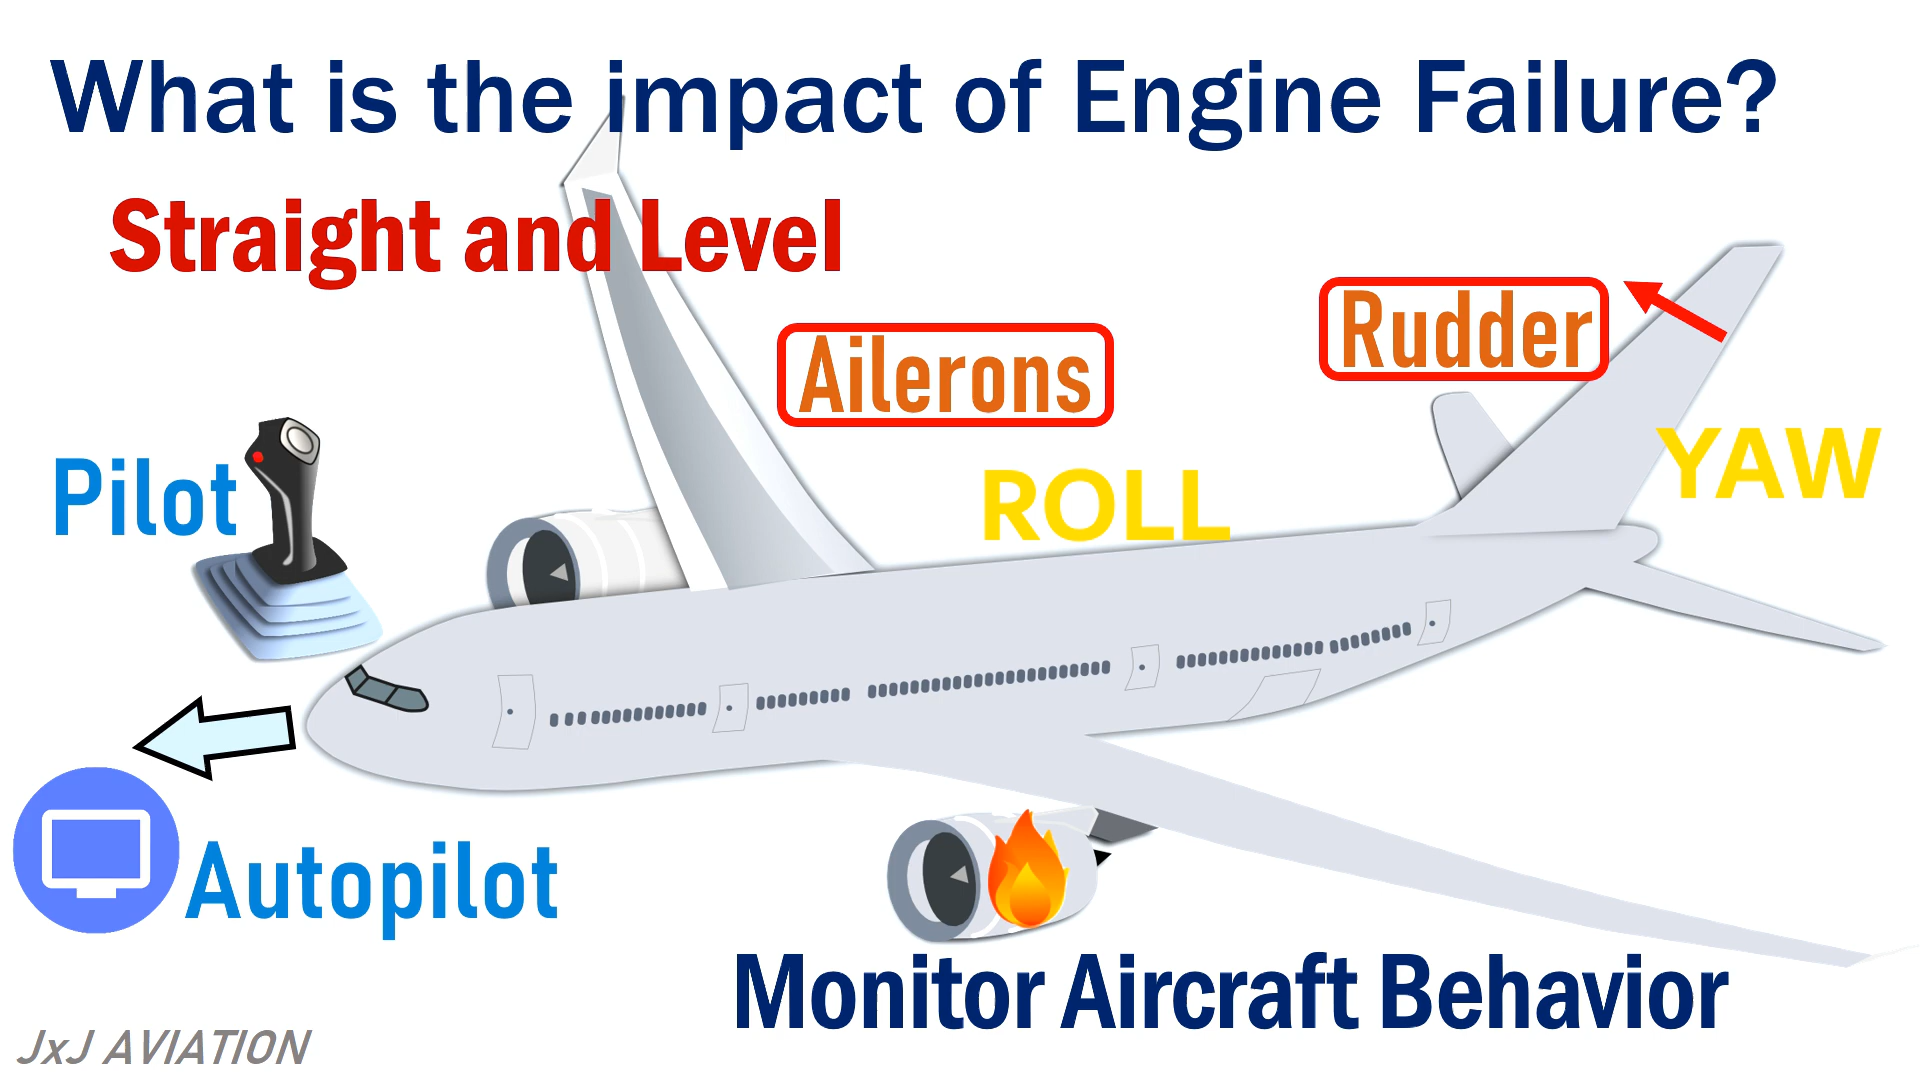 What is the impact of Engine Failure?
Straight and Level
Rudder
Ailerons
YAW
Pilot
ROLL
Autopilot
Monitor Aircraft Behavior
JxJ AVIATION